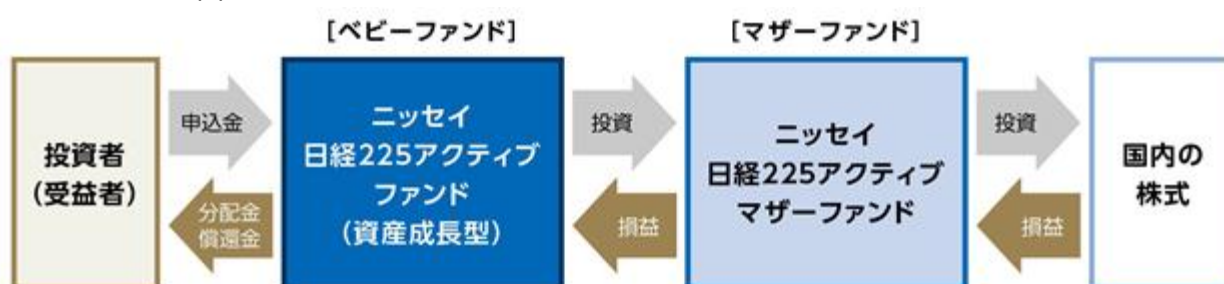 [ベビーファンド]
[マザーファンド]
投資者
(受益者)
申込金
分配金
償還金
ニッセイ
日経225アクティブ
ファンド
(資産成長型)
投資
損益
ニッセイ
日経225アクティブ
マザーファンド
投資
損益
国内の
株式